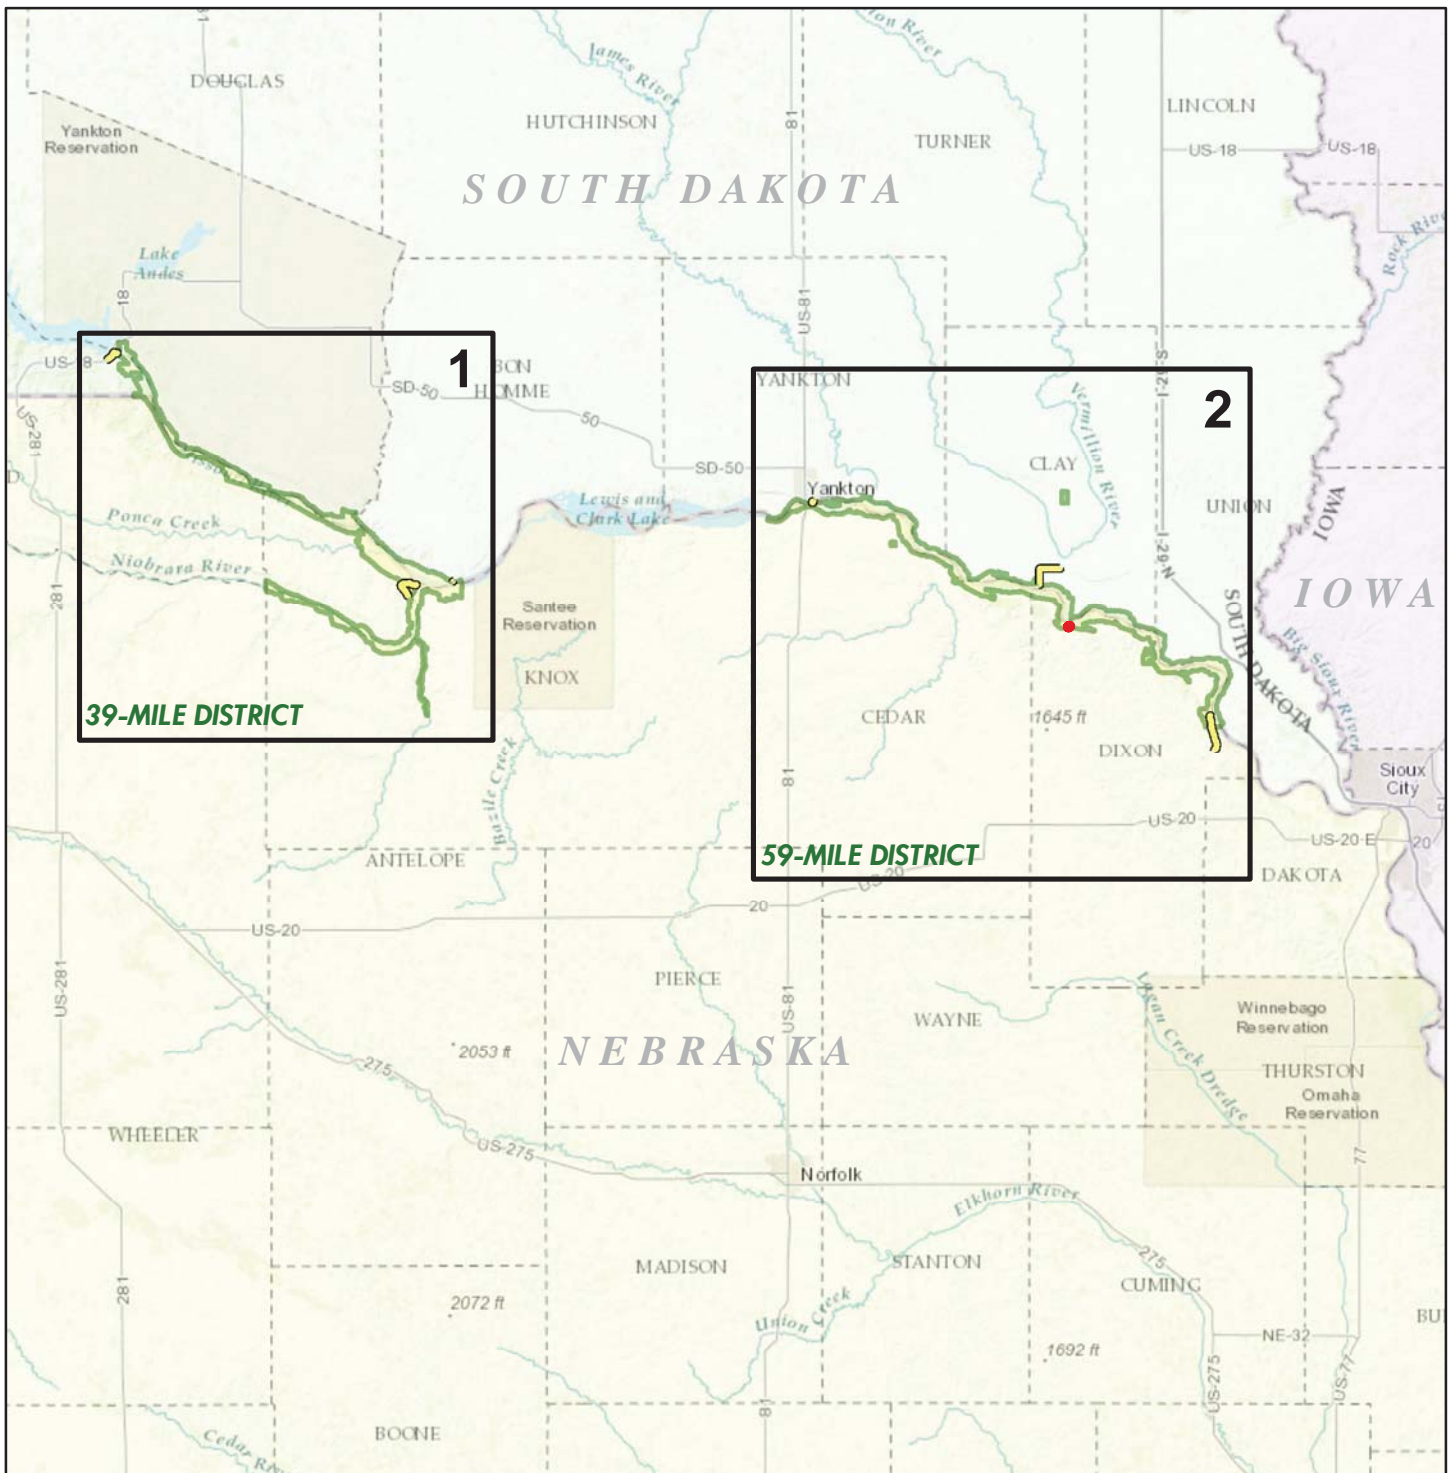 DOUGLAS
James River
HUTCHINSON
81
TURNER
LINCOLN
US-18
US-18
Yankton
Reservation
SOUTH DAKOTA
Lake
Andes
18
US-81
Rock
1
BON
HOMME
SD-50
50
SD-50
YANKTON
2
I-29-S
US-281
Vermillion River
CLAY
UNION
IOWA
Yankton
Lewis and
Clark Lake
Ponca Creek
Niobrara River
281
I-29-N
IOWA
Santee
Reservation
KNOX
SOUTH DAKOTA
Big Sioux River
39-MILE DISTRICT
CEDAR
1645 ft
DIXON
Bazile Creek
81
Sioux
City
US-20
US-20 E
20
59-MILE DISTRICT
US-20
ANTELOPE
DAKOTA
20
US-20
PIERCE
US-281
US-81
WAYNE
Logan Creek Dredge
Winnebago
Reservation
NEBRASKA
2053 ft
275
THURSTON
Omaha
Reservation
WHEELER
US-275
77
Norfolk
Elkhorn River
MADISON
STANTON
275
CUMING
281
2072 ft
Union Creek
NE-32
1692 ft
US-275
US-77
81
BOONE
Cedar